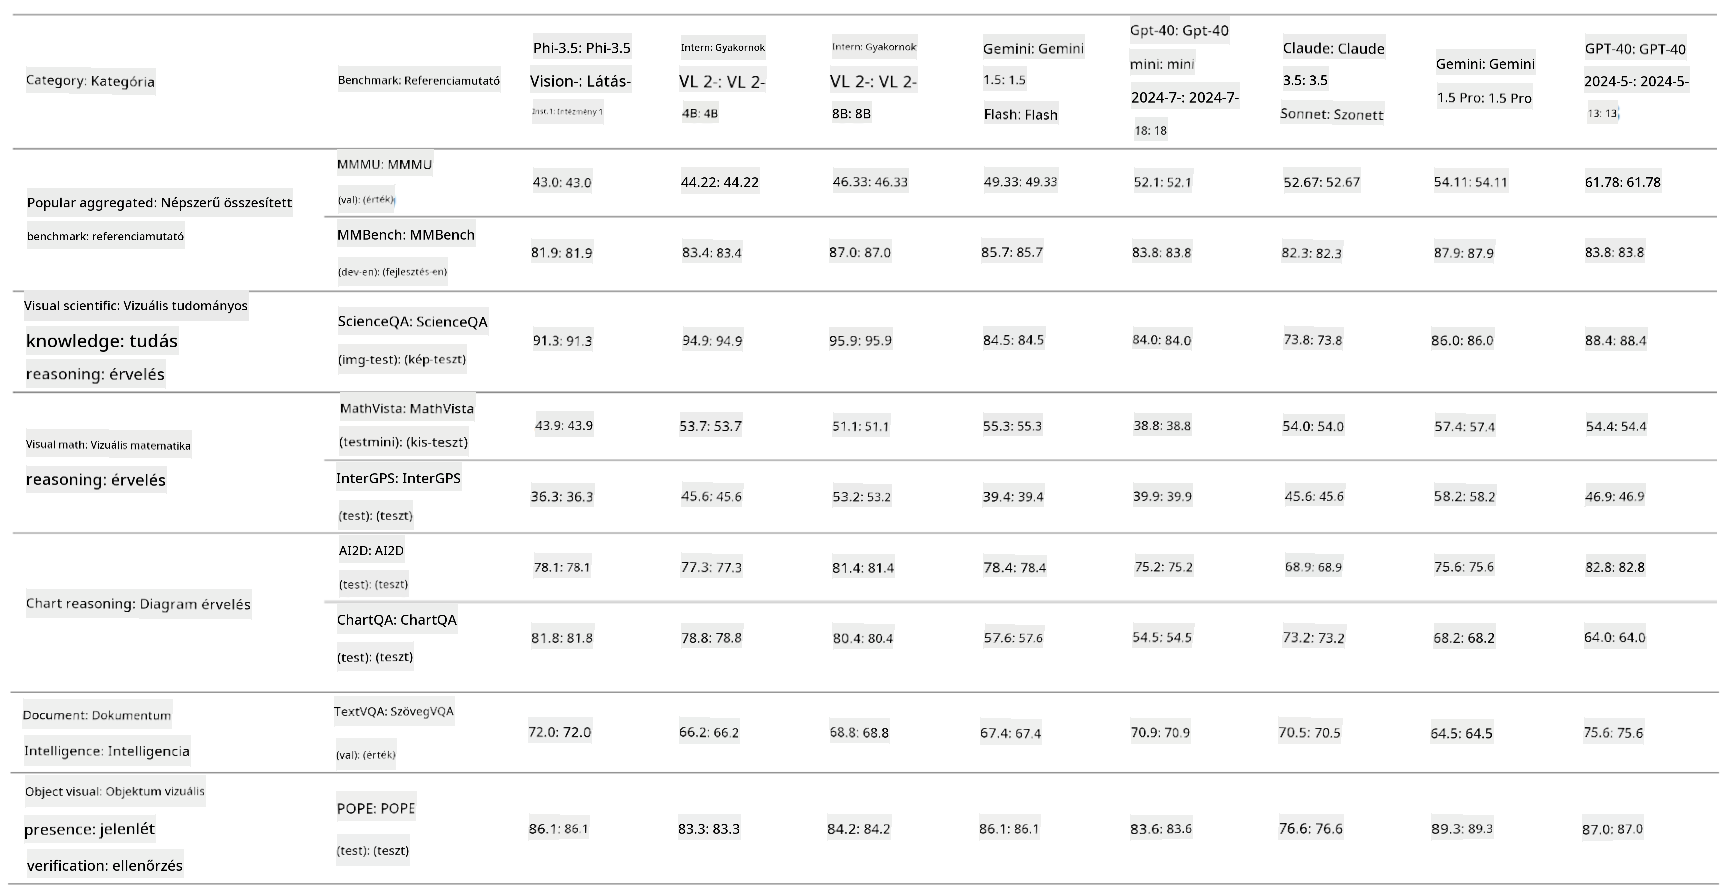 Category: Kategória
Benchmark: Referenciamutató
Phi-3.5: Phi-3.5
Vision-: Látás-
Inst.1: Intézmény 1
Intern: Gyakornok
VL 2-: VL 2-
4B: 4B
Intern: Gyakornok
VL 2-: VL 2-
8B: 8B
Gemini: Gemini
1.5: 1.5
Flash: Flash
Gpt-40: Gpt-40
mini: mini
2024-7-: 2024-7-
18: 18
Claude: Claude
3.5: 3.5
Sonnet: Szonett
Gemini: Gemini
1.5 Pro: 1.5 Pro
GPT-40: GPT-40
2024-5-: 2024-5-
13: 13
Popular aggregated: Népszerű összesített
benchmark: referenciamutató
MMMU: MMMU
(val): (érték)
43.0: 43.0
44.22: 44.22
46.33: 46.33
49.33: 49.33
52.1: 52.1
52.67: 52.67
54.11: 54.11
61.78: 61.78
MMBench: MMBench
(dev-en): (fejlesztés-en)
81.9: 81.9
83.4: 83.4
87.0: 87.0
85.7: 85.7
83.8: 83.8
82.3: 82.3
87.9: 87.9
83.8: 83.8
Visual scientific: Vizuális tudományos
knowledge: tudás
reasoning: érvelés
ScienceQA: ScienceQA
(img-test): (kép-teszt)
91.3: 91.3
94.9: 94.9
95.9: 95.9
84.5: 84.5
84.0: 84.0
73.8: 73.8
86.0: 86.0
88.4: 88.4
Visual math: Vizuális matematika
reasoning: érvelés
MathVista: MathVista
(testmini): (kis-teszt)
43.9: 43.9
53.7: 53.7
51.1: 51.1
55.3: 55.3
38.8: 38.8
54.0: 54.0
57.4: 57.4
54.4: 54.4
InterGPS: InterGPS
(test): (teszt)
36.3: 36.3
45.6: 45.6
53.2: 53.2
39.4: 39.4
39.9: 39.9
45.6: 45.6
58.2: 58.2
46.9: 46.9
Chart reasoning: Diagram érvelés
AI2D: AI2D
(test): (teszt)
78.1: 78.1
77.3: 77.3
81.4: 81.4
78.4: 78.4
75.2: 75.2
68.9: 68.9
75.6: 75.6
82.8: 82.8
ChartQA: ChartQA
(test): (teszt)
81.8: 81.8
78.8: 78.8
80.4: 80.4
57.6: 57.6
54.5: 54.5
73.2: 73.2
68.2: 68.2
64.0: 64.0
Document: Dokumentum
Intelligence: Intelligencia
TextVQA: SzövegVQA
(val): (érték)
72.0: 72.0
66.2: 66.2
68.8: 68.8
67.4: 67.4
70.9: 70.9
70.5: 70.5
64.5: 64.5
75.6: 75.6
Object visual: Objektum vizuális
presence: jelenlét
verification: ellenőrzés
POPE: POPE
(test): (teszt)
86.1: 86.1
83.3: 83.3
84.2: 84.2
86.1: 86.1
83.6: 83.6
76.6: 76.6
89.3: 89.3
87.0: 87.0